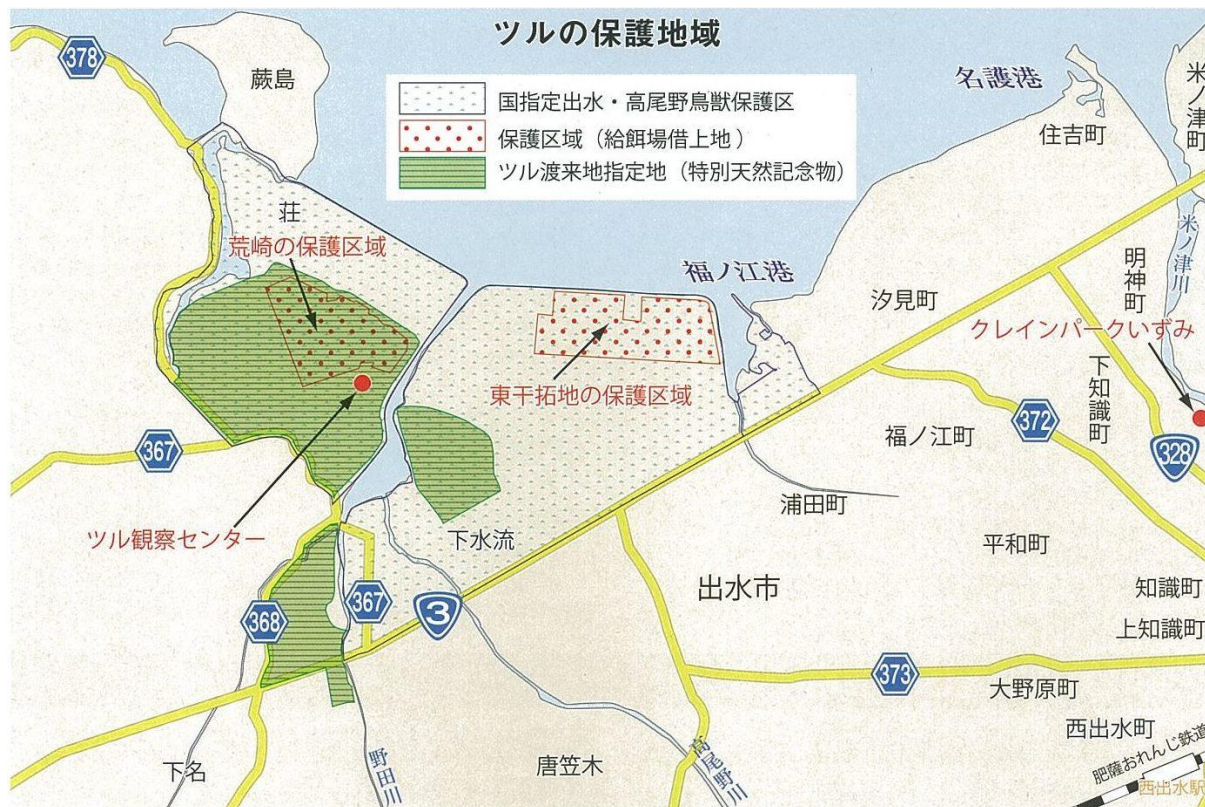 ツルの保護地域
国指定出水・高尾野鳥獣保護区
保護区域（給餌場借上地）
ツル渡来地指定地（特別天然記念物）
378
蕨島
名護港
米ノ津町
住吉町
荘
荒崎の保護区域
福ノ江港
汐見町
明神町
米ノ津川
クレインパークいずみ
東干拓地の保護区域
下知識町
367
福ノ江町
372
328
ツル観察センター
下水流
浦田町
平和町
出水市
知識町
368
367
3
上知識町
373
大野原町
西出水町
下名
野田川
唐笠木
高尾野川
肥薩おれんじ鉄道
西出水駅